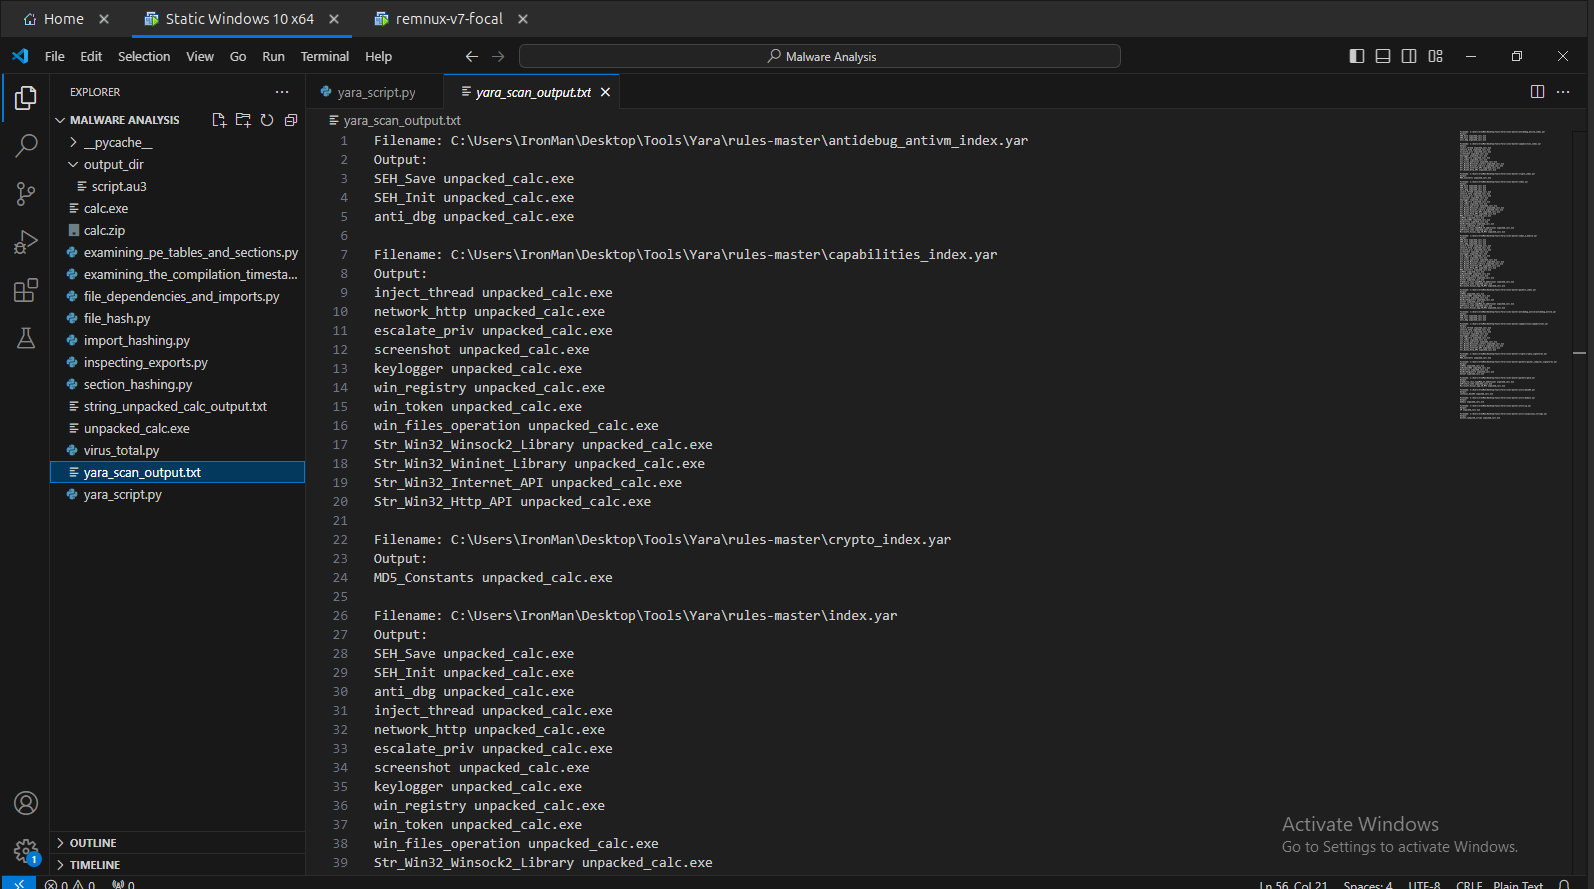 Home
Static Windows 10 x64
remnux-v7-focal
File Edit Selection View Go Run Terminal Help
Malware Analysis
EXPLORER
yara_script.py
yara_scan_output.txt
MALWARE ANALYSIS
__pycache__
output_dir
script.au3
calc.exe
calc.zip
examining_pe_tables_and_sections.py
examining_the_compilation_timesta...
file_dependencies_and_imports.py
file_hash.py
import_hashing.py
inspecting_exports.py
section_hashing.py
string_unpacked_calc_output.txt
unpacked_calc.exe
virus_total.py
yara_scan_output.txt
yara_script.py
OUTLINE
TIMELINE
1
yara_scan_output.txt
1 Filename: C:\Users\IronMan\Desktop\Tools\Yara\rules-master\antidebug_antivm_index.yar
2 Output:
3 SEH_Save unpacked_calc.exe
4 SEH_Init unpacked_calc.exe
5 anti_dbg unpacked_calc.exe
6
7 Filename: C:\Users\IronMan\Desktop\Tools\Yara\rules-master\capabilities_index.yar
8 Output:
9 inject_thread unpacked_calc.exe
10 network_http unpacked_calc.exe
11 escalate_priv unpacked_calc.exe
12 screenshot unpacked_calc.exe
13 keylogger unpacked_calc.exe
14 win_registry unpacked_calc.exe
15 win_token unpacked_calc.exe
16 win_files_operation unpacked_calc.exe
17 Str_Win32_Winsock2_Library unpacked_calc.exe
18 Str_Win32_Wininet_Library unpacked_calc.exe
19 Str_Win32_Internet_API unpacked_calc.exe
20 Str_Win32_Http_API unpacked_calc.exe
21
22 Filename: C:\Users\IronMan\Desktop\Tools\Yara\rules-master\crypto_index.yar
23 Output:
24 MD5_Constants unpacked_calc.exe
25
26 Filename: C:\Users\IronMan\Desktop\Tools\Yara\rules-master\index.yar
27 Output:
28 SEH_Save unpacked_calc.exe
29 SEH_Init unpacked_calc.exe
30 anti_dbg unpacked_calc.exe
31 inject_thread unpacked_calc.exe
32 network_http unpacked_calc.exe
33 escalate_priv unpacked_calc.exe
34 screenshot unpacked_calc.exe
35 keylogger unpacked_calc.exe
36 win_registry unpacked_calc.exe
37 win_token unpacked_calc.exe
38 win_files_operation unpacked_calc.exe
39 Str_Win32_Winsock2_Library unpacked_calc.exe
Activate Windows
Go to Settings to activate Windows.
0 0 0
Ln 56, Col 21 Spaces: 4 UTF-8 CRLF Plain Text